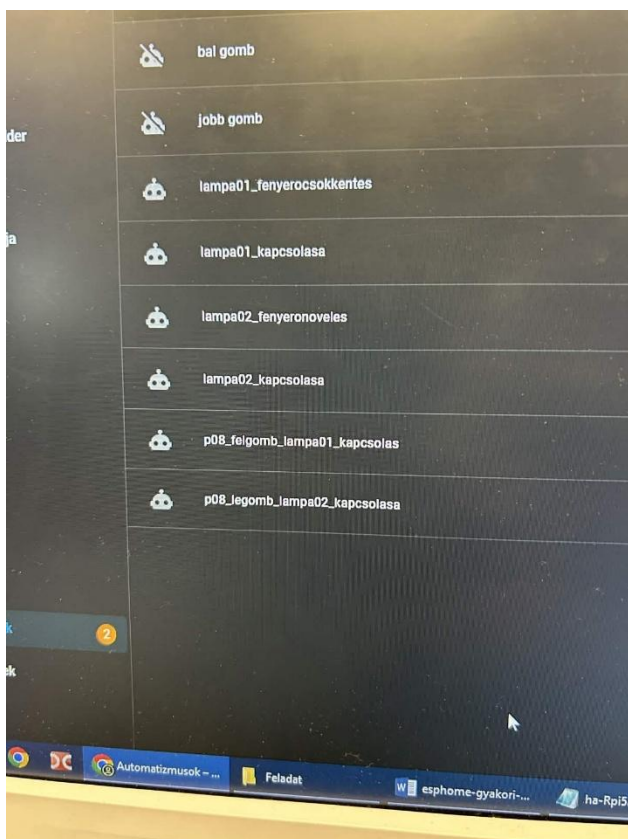 bal gomb
jobb gomb
der
lampa01_fenyerocsokkentes
ja
lampa01_kapcsolasa
lampa02_fenyeronoveles
lampa02_kapcsolasa
p08_felgomb_lampa01_kapcsolas
p08_legomb_lampa02_kapcsolasa
k
2
ek
Automatizmusok – ...
Feladat
esphome-gyakori-...
ha-Rpi5